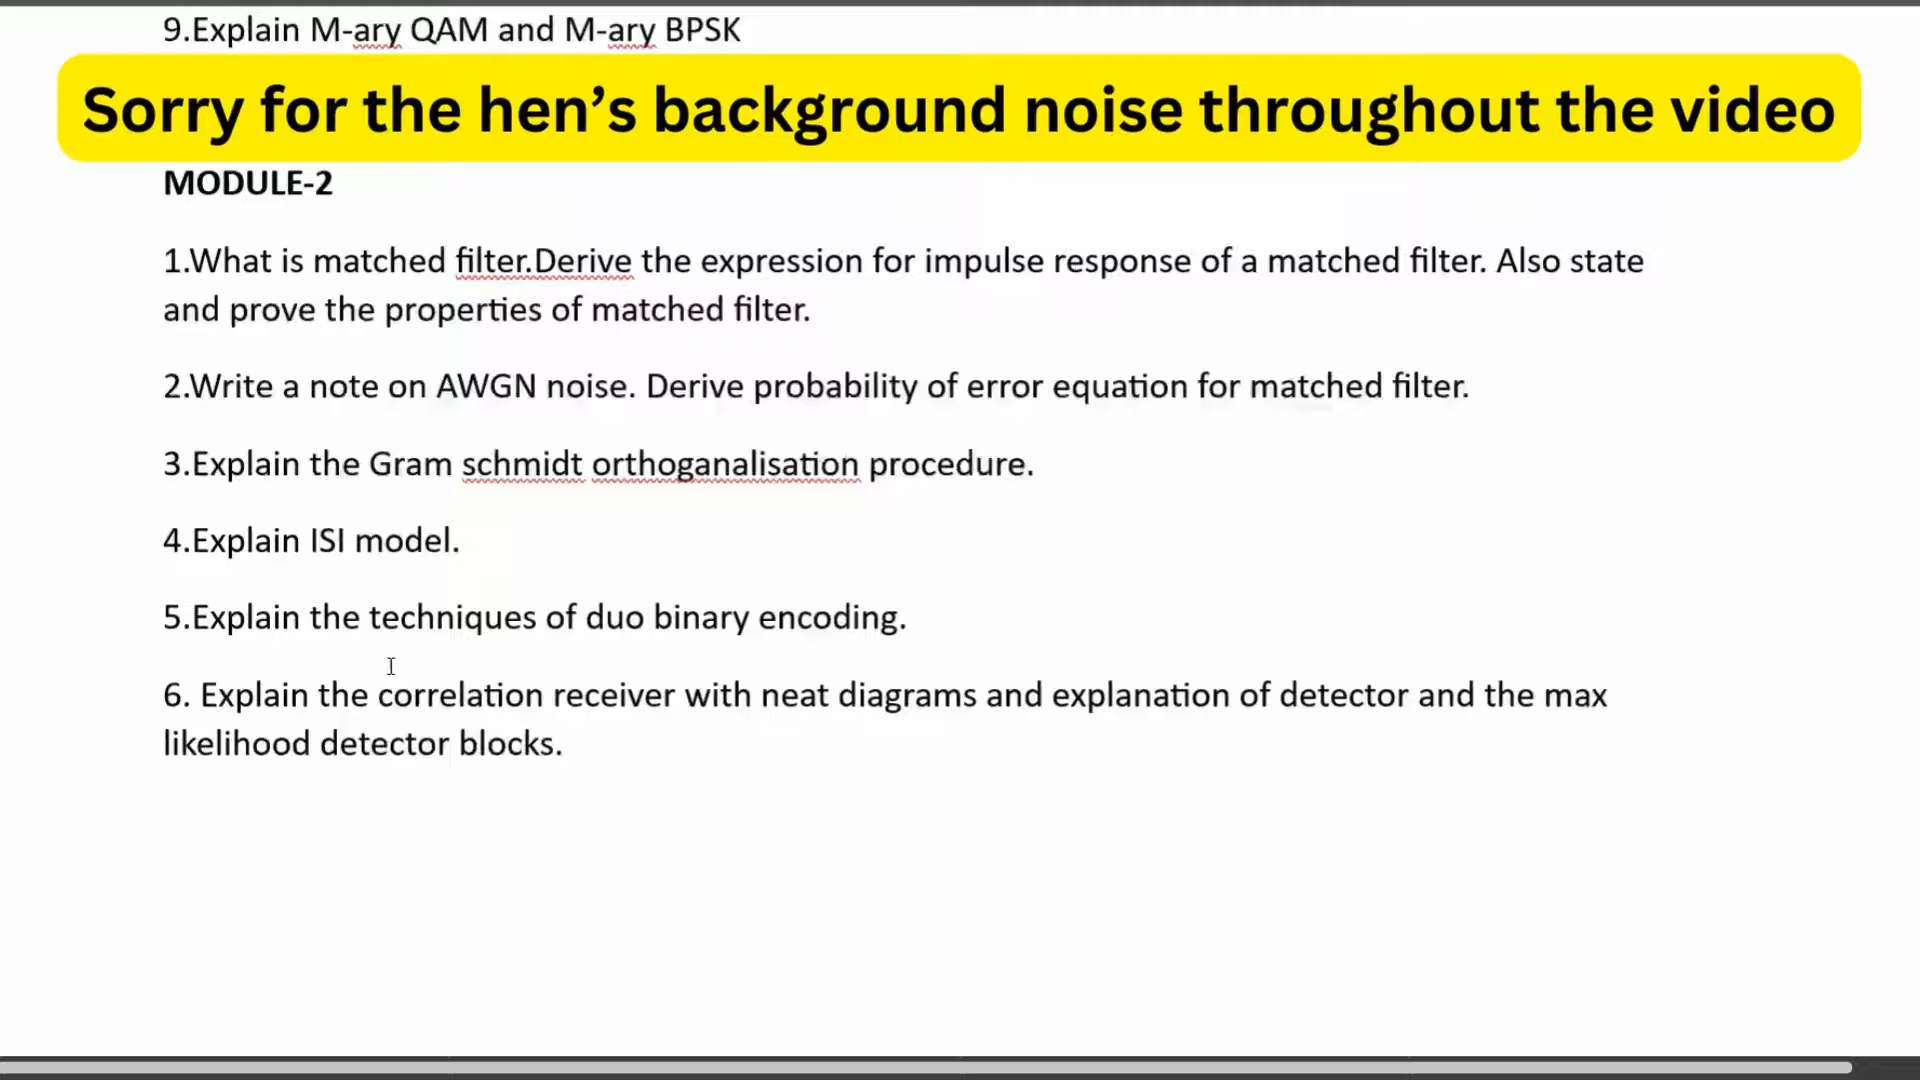 9.Explain M-ary QAM and M-ary BPSK
Sorry for the hen’s background noise throughout the video
MODULE-2
1.What is matched filter.Derive the expression for impulse response of a matched filter. Also state
and prove the properties of matched filter.
2.Write a note on AWGN noise. Derive probability of error equation for matched filter.
3.Explain the Gram schmidt orthoganalisation procedure.
4.Explain ISI model.
5.Explain the techniques of duo binary encoding.
6. Explain the correlation receiver with neat diagrams and explanation of detector and the max
likelihood detector blocks.